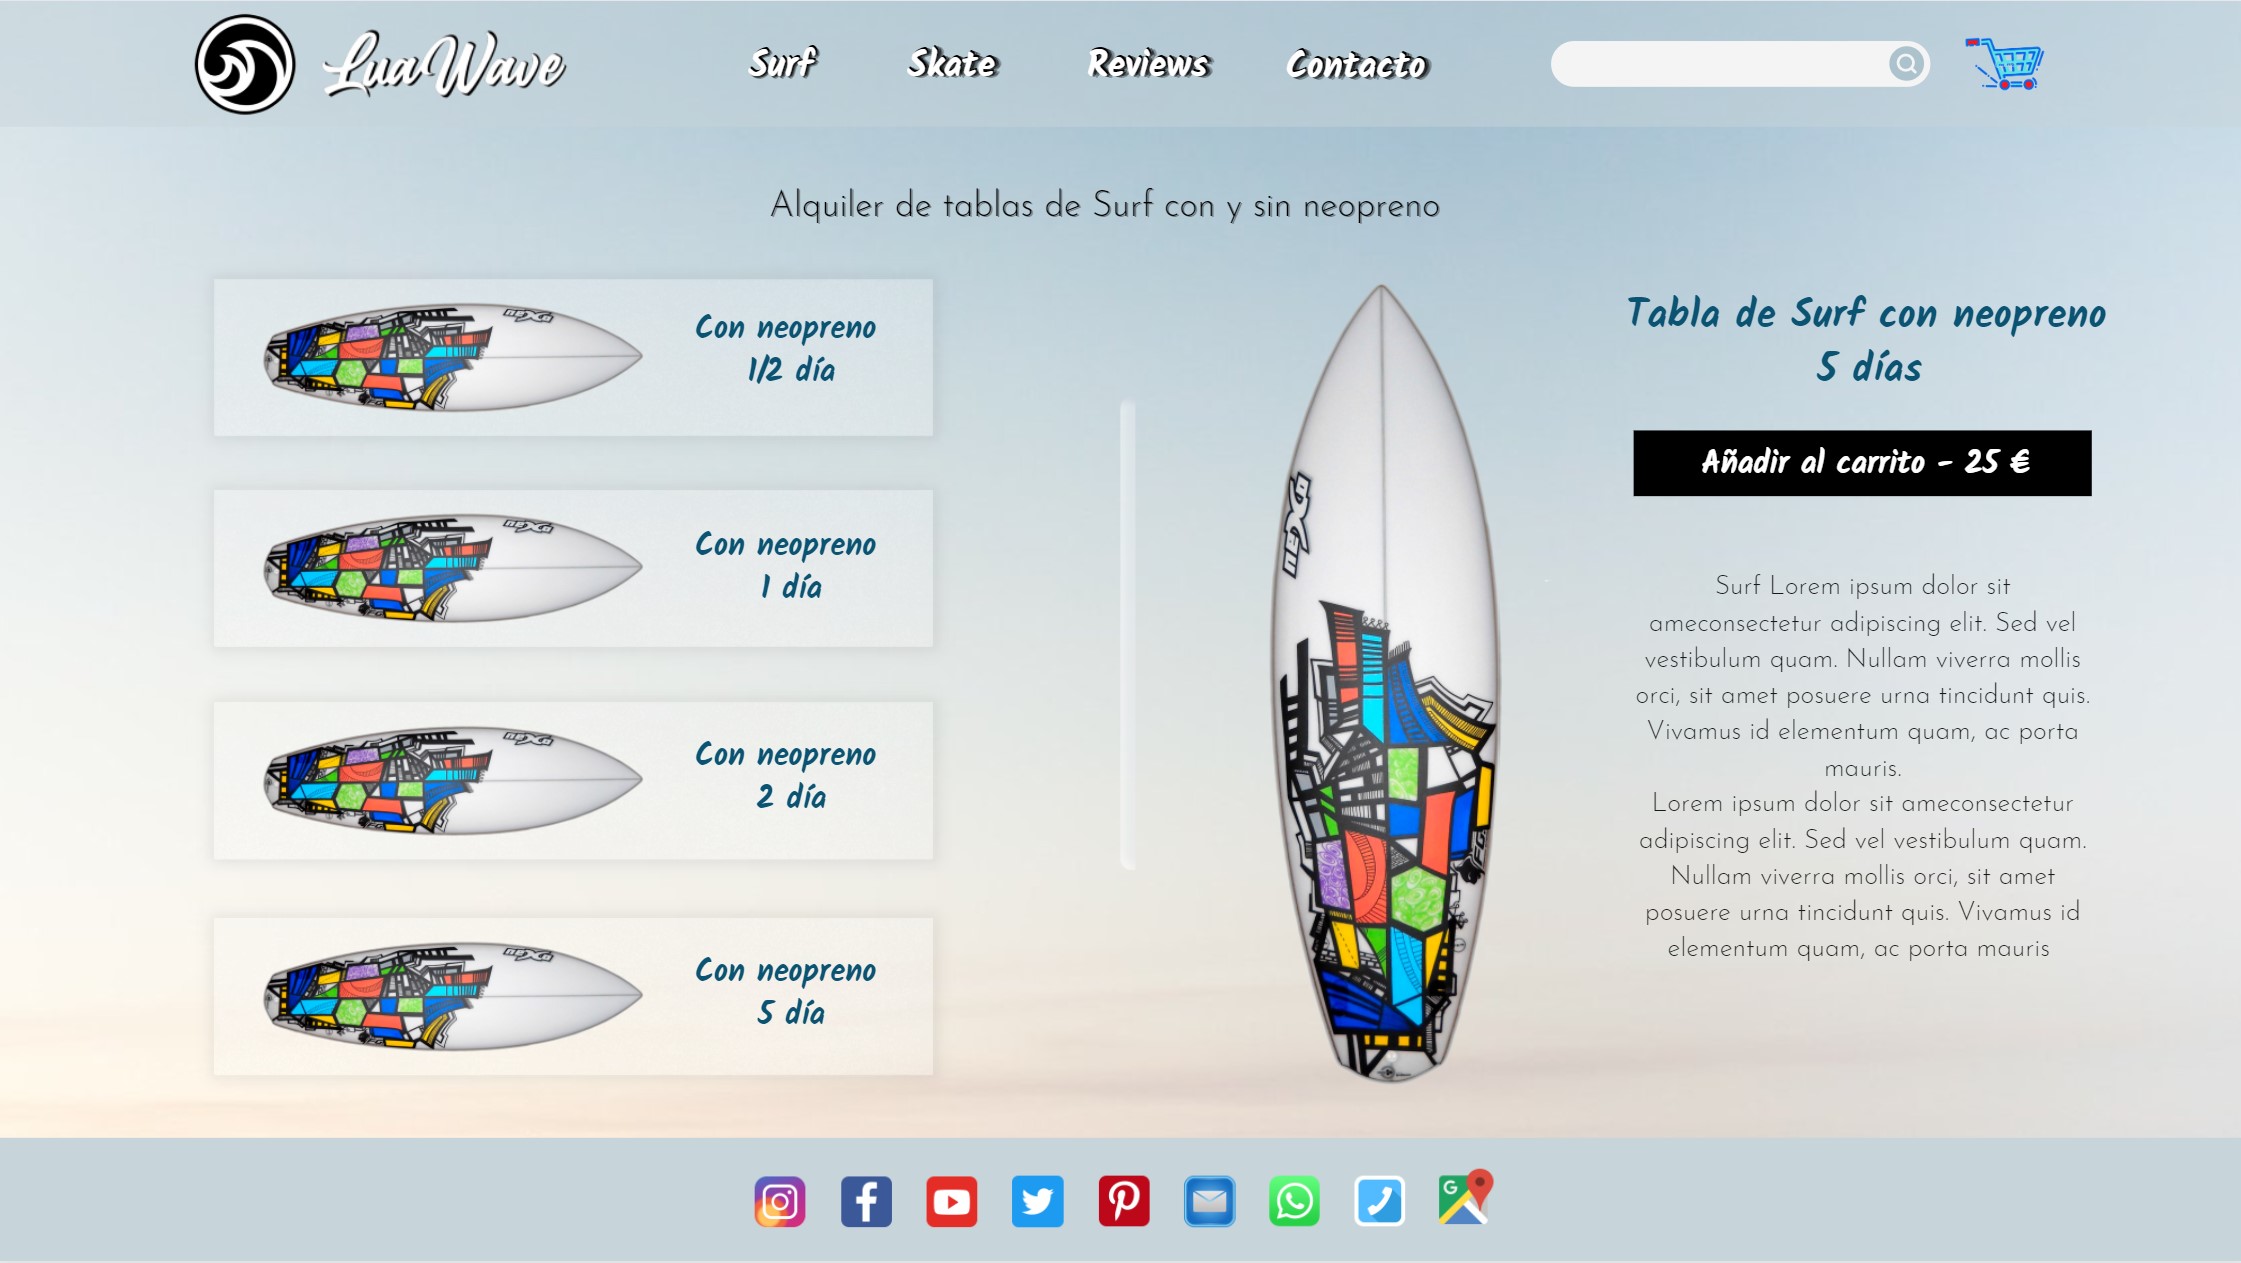 LuaWave
Surf
Skate
Reviews
Contacto
Alquiler de tablas de Surf con y sin neopreno
Con neopreno
1/2 día
Con neopreno
1 día
Con neopreno
2 día
Con neopreno
5 día
Tabla de Surf con neopreno
5 días
Añadir al carrito - 25 €
Surf Lorem ipsum dolor sit
ameconsectetur adipiscing elit. Sed vel
vestibulum quam. Nullam viverra mollis
orci, sit amet posuere urna tincidunt quis.
Vivamus id elementum quam, ac porta
mauris.
Lorem ipsum dolor sit ameconsectetur
adipiscing elit. Sed vel vestibulum quam.
Nullam viverra mollis orci, sit amet
posuere urna tincidunt quis. Vivamus id
elementum quam, ac porta mauris